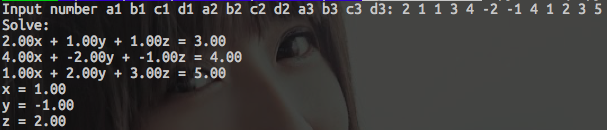 Input number a1 b1 c1 d1 a2 b2 c2 d2 a3 b3 c3 d3: 2 1 1 3 4 -2 -1 4 1 2 3 5
Solve:
2.00x + 1.00y + 1.00z = 3.00
4.00x + -2.00y + -1.00z = 4.00
1.00x + 2.00y + 3.00z = 5.00
x = 1.00
y = -1.00
z = 2.00